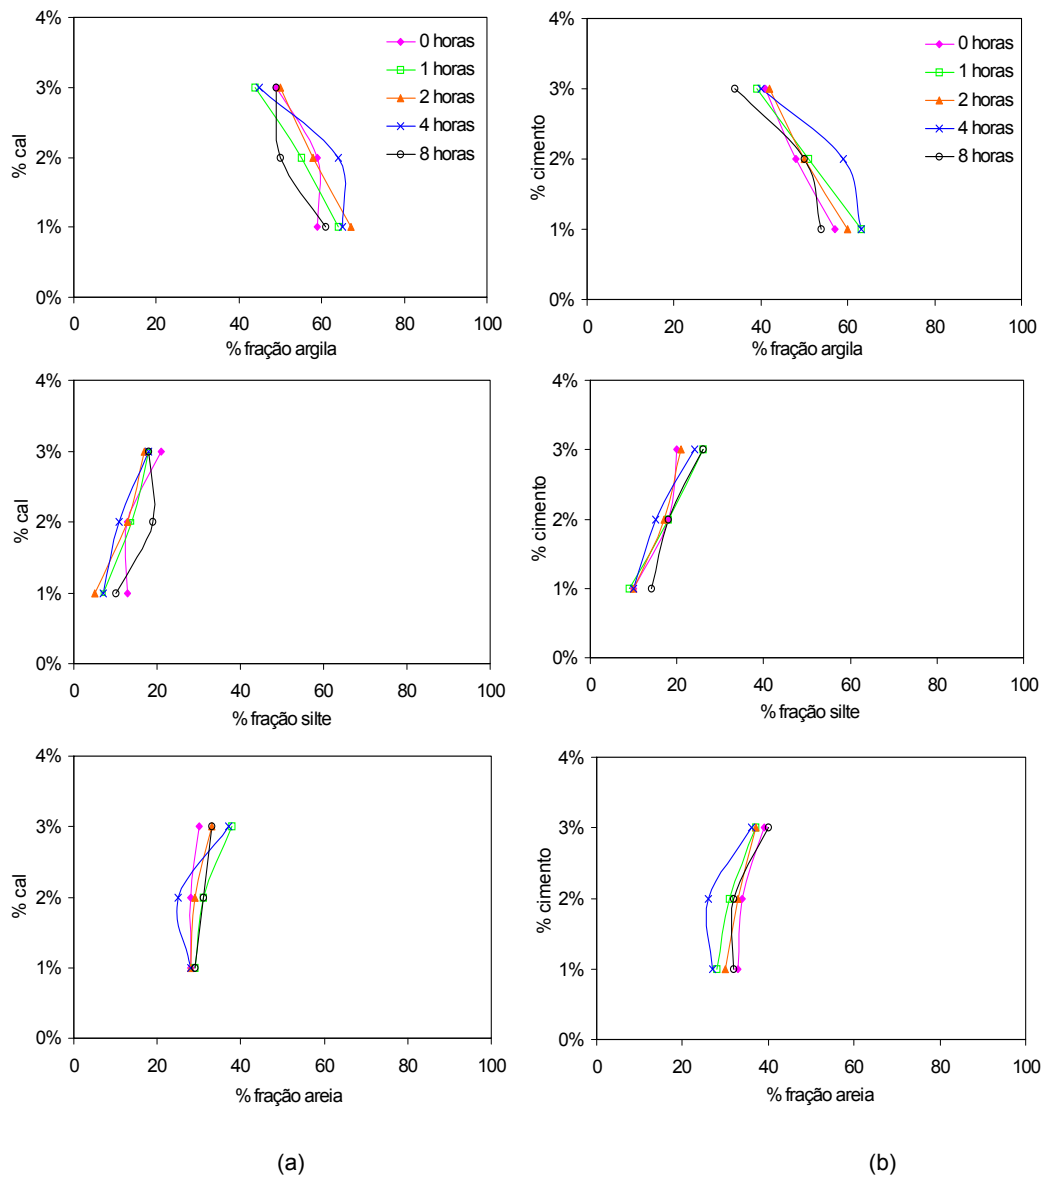 4%
3%
2%
1%
0%
% cal
0 20 40 60 80 100
% fração argila
0 horas
1 horas
2 horas
4 horas
8 horas
4%
3%
2%
1%
0%
% cimento
0 20 40 60 80 100
% fração argila
0 horas
1 horas
2 horas
4 horas
8 horas
4%
3%
2%
1%
0%
% cal
0 20 40 60 80 100
% fração silte
4%
3%
2%
1%
0%
% cimento
0 20 40 60 80 100
% fração silte
4%
3%
2%
1%
0%
% cal
0 20 40 60 80 100
% fração areia
4%
3%
2%
1%
0%
% cimento
0 20 40 60 80 100
% fração areia
(a)
(b)